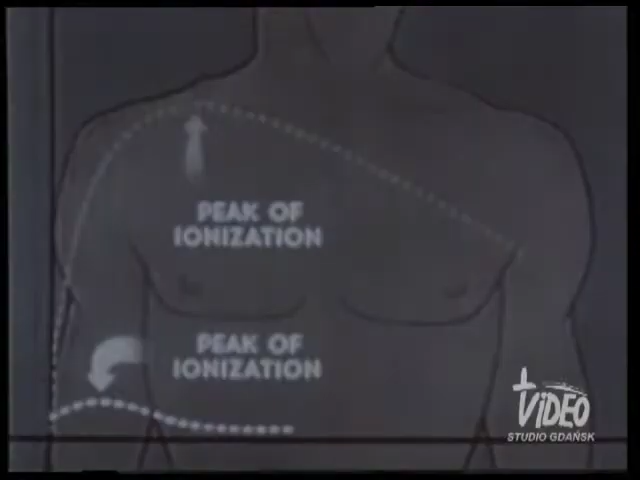 PEAK OF
IONIZATION
PEAK OF
IONIZATION
VIDEO
STUDIO GDAŃSK